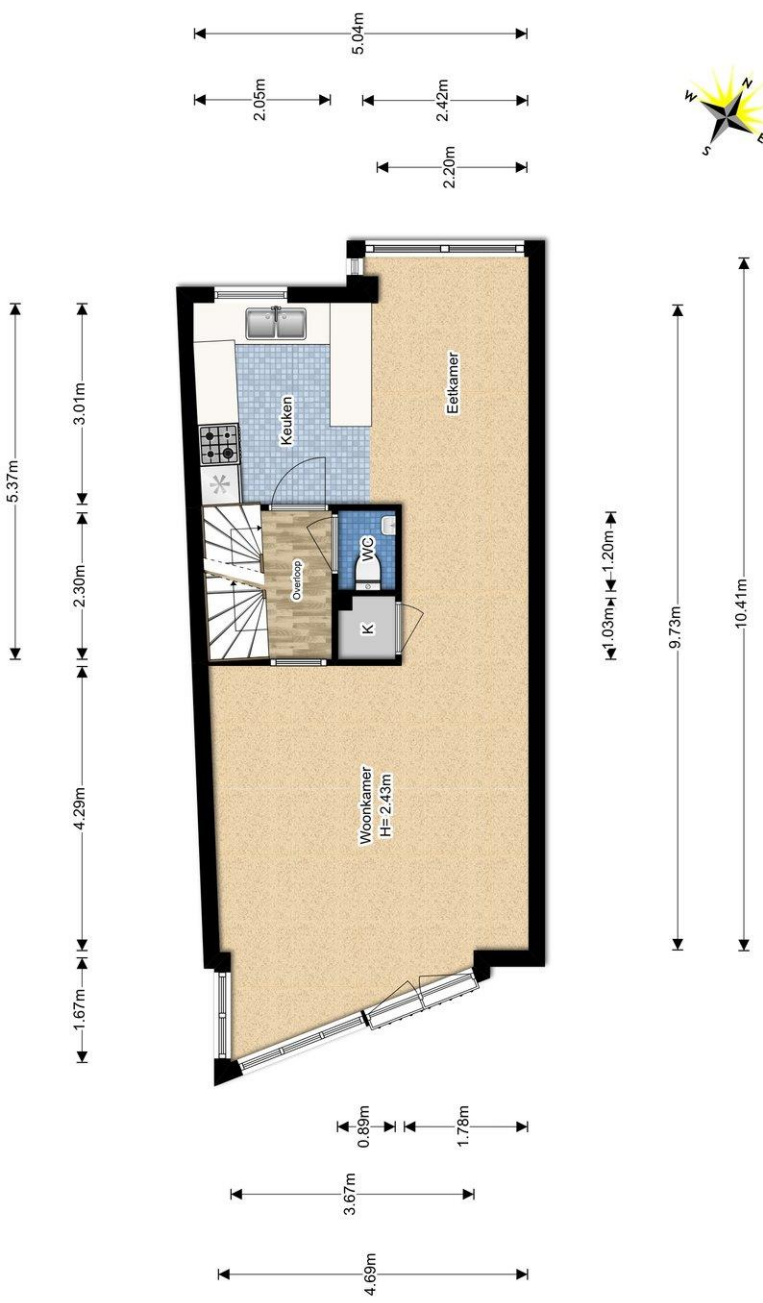 5.04m
2.05m
2.42m
2.20m
N
W
E
S
5.37m
3.01m
2.30m
4.29m
1.67m
Keuken
Eetkamer
Overloop
WC
K
Woonkamer
H= 2.43m
1.20m
1.03m
9.73m
10.41m
0.89m
1.78m
3.67m
4.69m